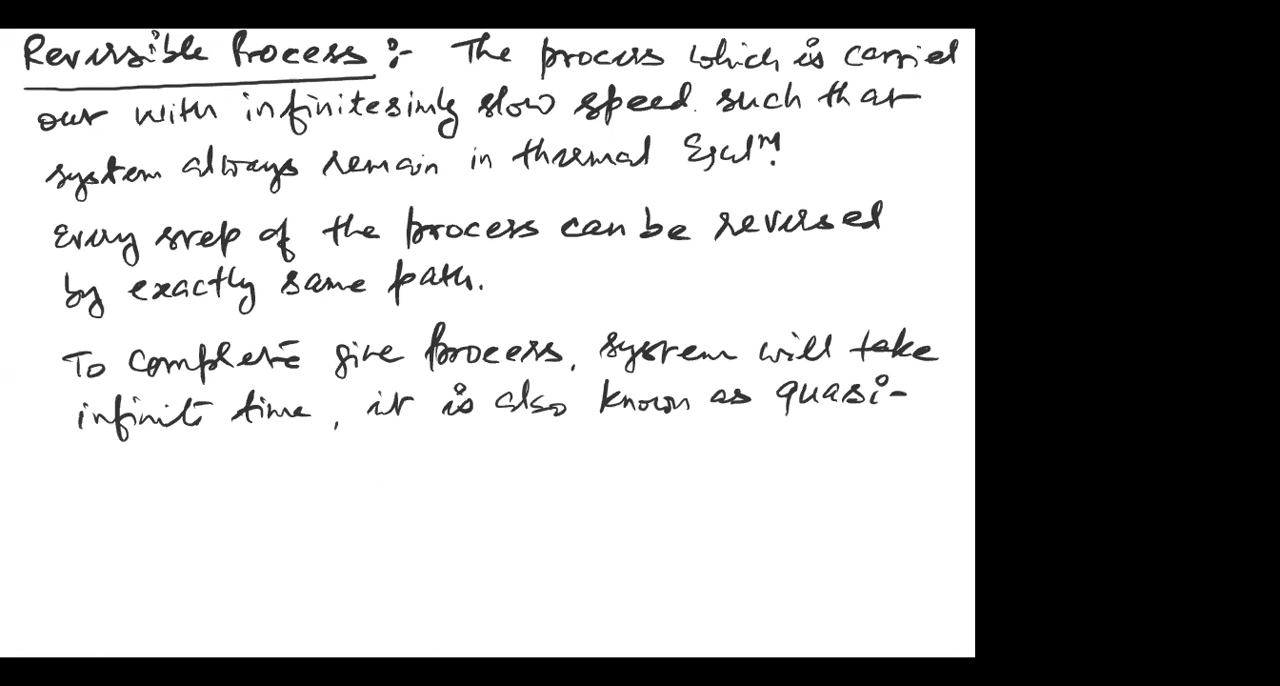 Reversible Process :- The process which is carried
out with infinitesimly slow speed. such that
system always remain in thermal Equlm.
Every step of the process can be reversed
by exactly same path.
To complete give process, system will take
infinite time, it is also known as quasi-